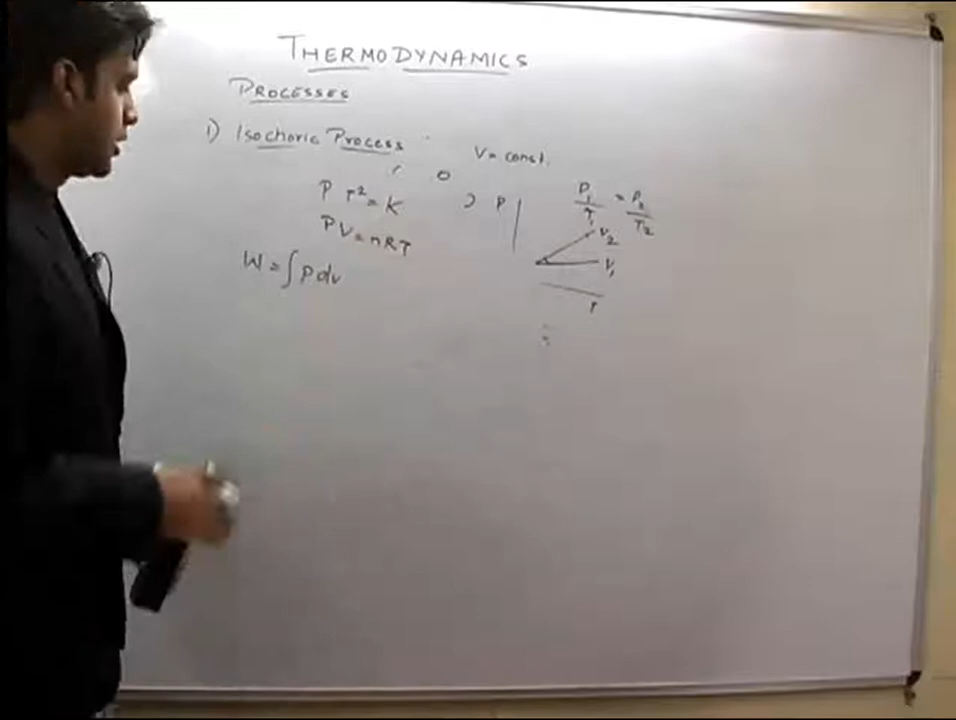 THERMODYNAMICS
PROCESSES
1) Isochoric Process
V = const.
P T² = K
PV = nRT
W = ∫ P dv
P
P₁/T₁ = P₂/T₂
V₂
V₁